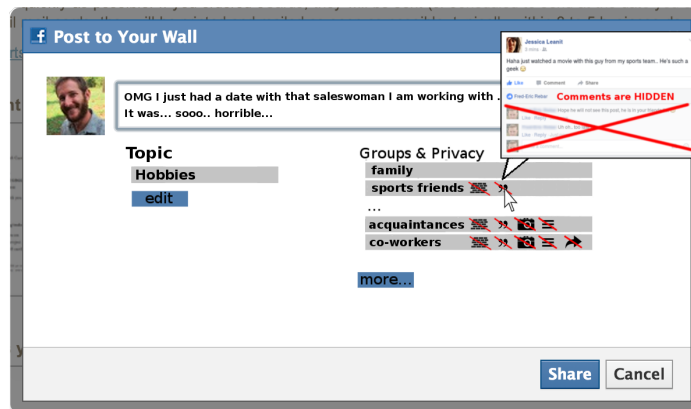 Post to Your Wall
Jessica Leanit
Haha just watched a movie with this guy from my sports team.. He's such a
geek
Like Comment Share
Comments are HIDDEN
OMG I just had a date with that saleswoman I am working with .
It was... sooo.. horrible...
Topic
Hobbies
edit
Groups & Privacy
family
sports friends
...
acquaintances
co-workers
more...
Share
Cancel